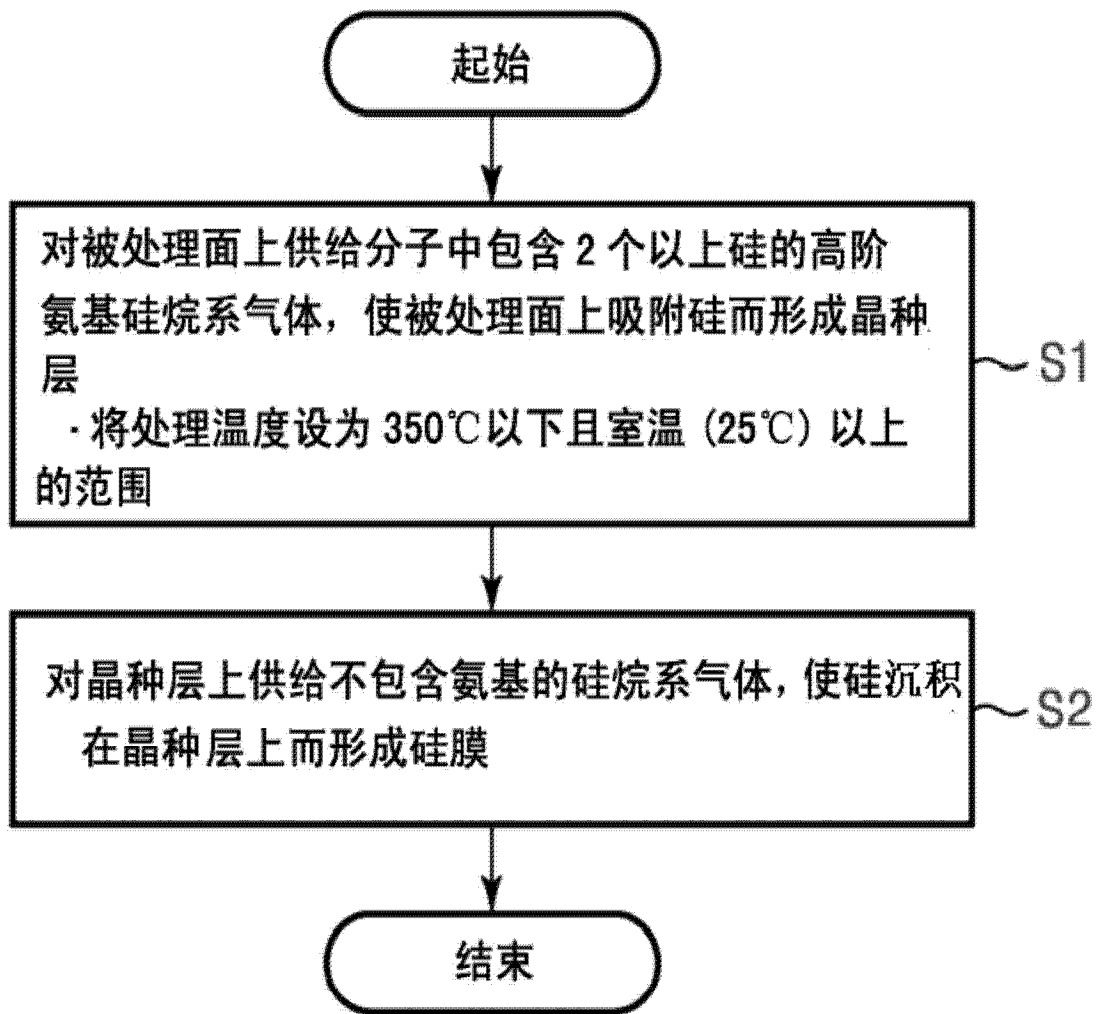 起始
对被处理面上供给分子中包含2个以上硅的高阶
氨基硅烷系气体，使被处理面上吸附硅而形成晶种
层
·将处理温度设为350℃以下且室温(25℃)以上
的范围
S1
对晶种层上供给不包含氨基的硅烷系气体，使硅沉积
在晶种层上而形成硅膜
S2
结束